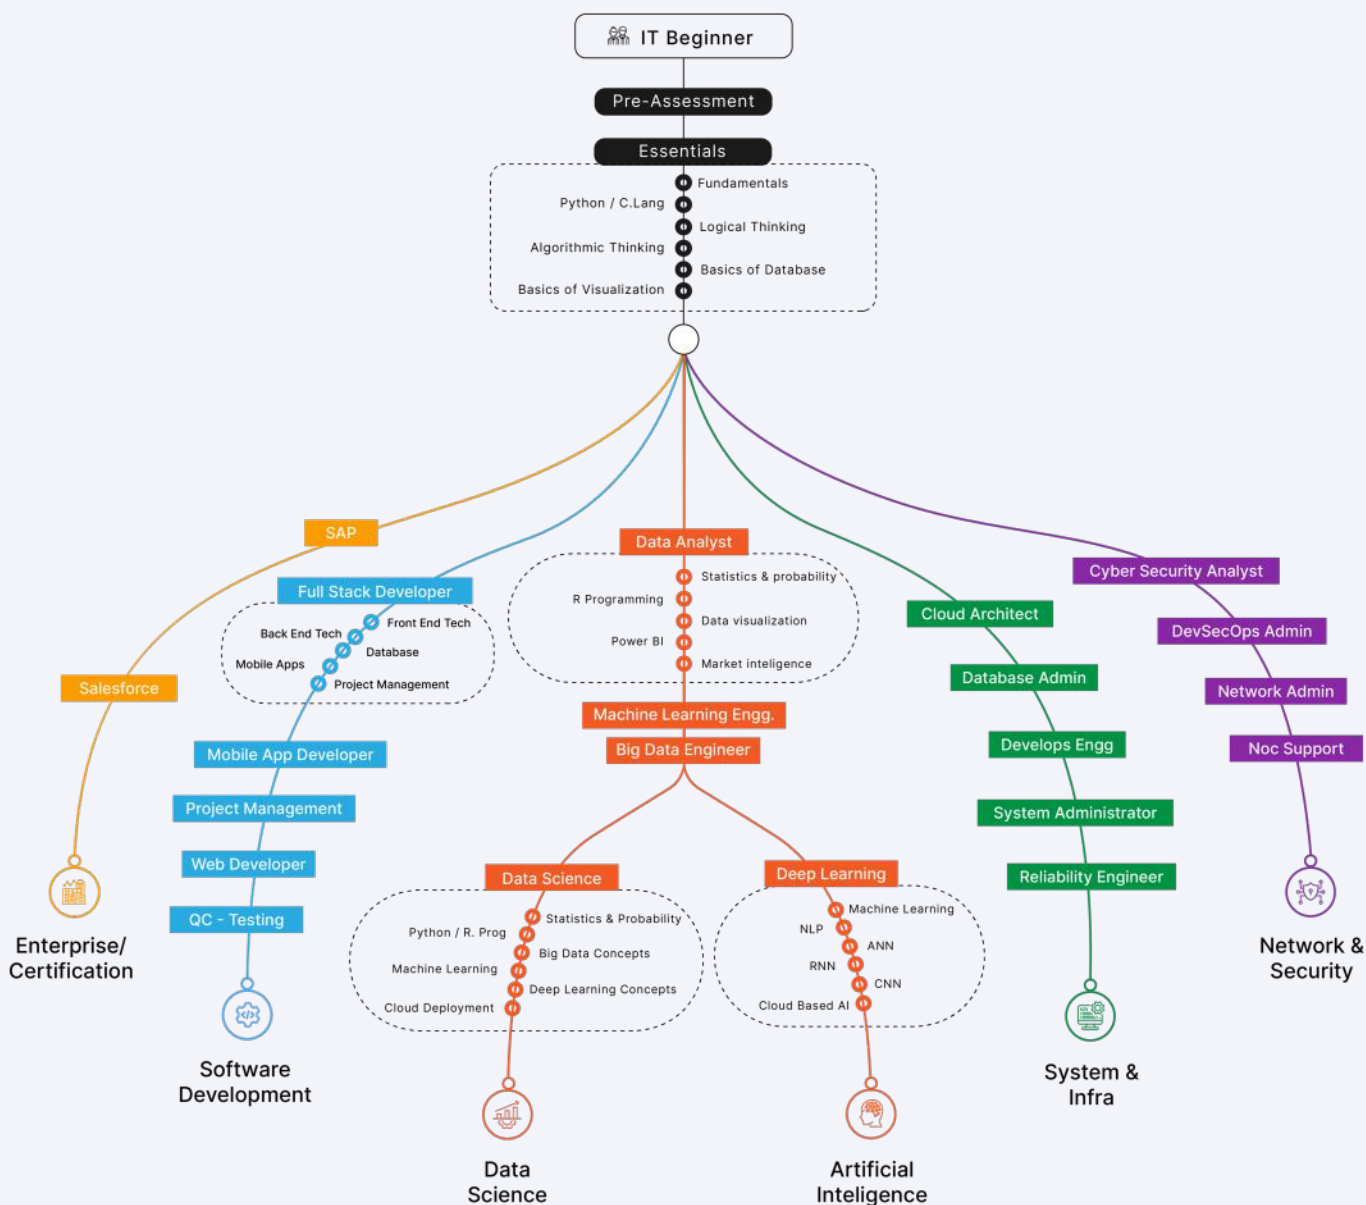 IT Beginner
Pre-Assessment
Essentials
Fundamentals
Python / C.Lang
Logical Thinking
Algorithmic Thinking
Basics of Database
Basics of Visualization
SAP
Salesforce
Enterprise/
Certification
Full Stack Developer
Front End Tech
Back End Tech
Database
Mobile Apps
Project Management
Mobile App Developer
Project Management
Web Developer
QC - Testing
Software
Development
Data Analyst
Statistics & probability
R Programming
Data visualization
Power BI
Market inteligence
Machine Learning Engg.
Big Data Engineer
Data Science
Statistics & Probability
Python / R. Prog
Big Data Concepts
Machine Learning
Deep Learning Concepts
Cloud Deployment
Data
Science
Deep Learning
Machine Learning
NLP
ANN
RNN
CNN
Cloud Based AI
Artificial
Inteligence
Cloud Architect
Database Admin
Develops Engg
System Administrator
Reliability Engineer
System &
Infra
Cyber Security Analyst
DevSecOps Admin
Network Admin
Noc Support
Network &
Security